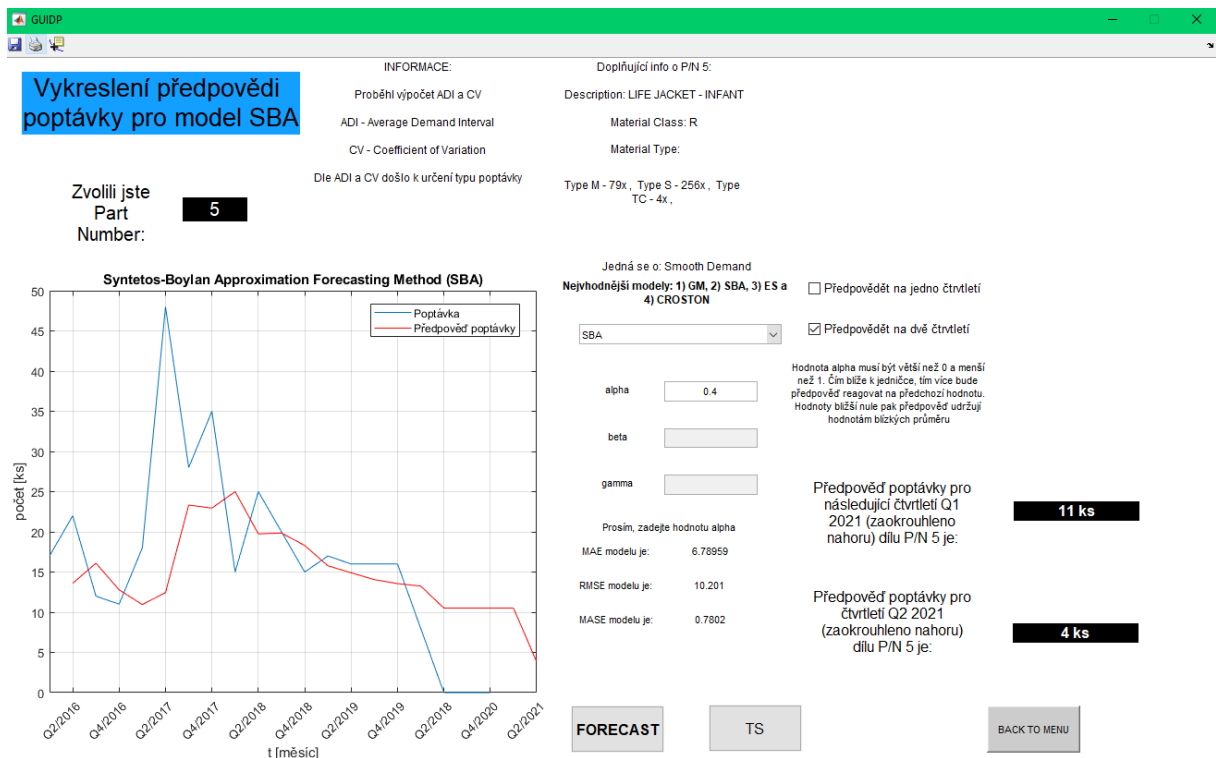 GUIDP
Vykreslení předpovědi
poptávky pro model SBA
INFORMACE:
Proběhl výpočet ADI a CV
ADI - Average Demand Interval
CV - Coefficient of Variation
Dle ADI a CV došlo k určení typu poptávky
Doplňující info o P/N 5:
Description: LIFE JACKET - INFANT
Material Class: R
Material Type:
Type M - 79x , Type S - 256x , Type
TC - 4x ,
Zvolili jste
Part
Number:
5
Syntetos-Boylan Approximation Forecasting Method (SBA)
Poptávka
Předpověď poptávky
počet [ks]
50
45
40
35
30
25
20
15
10
5
0
Q2/2016
Q4/2016
Q2/2017
Q4/2017
Q2/2018
Q4/2018
Q2/2019
Q4/2019
Q2/2018
Q4/2020
Q2/2021
t [měsíc]
Jedná se o: Smooth Demand
Nejvhodnější modely: 1) GM, 2) SBA, 3) ES a
4) CROSTON
SBA
alpha
0.4
beta
gamma
Prosím, zadejte hodnotu alpha
MAE modelu je: 6.78959
RMSE modelu je: 10.201
MASE modelu je: 0.7802
Předpovědět na jedno čtvrtletí
Předpovědět na dvě čtvrtletí
Hodnota alpha musí být větší než 0 a menší
než 1. Čím blíže k jedničce, tím více bude
předpověď reagovat na předchozí hodnotu.
Hodnoty bližší nule pak předpověď udržují
hodnotám blízkých průměru
Předpověď poptávky pro
následující čtvrtletí Q1
2021 (zaokrouhleno
nahoru) dílu P/N 5 je:
11 ks
Předpověď poptávky pro
čtvrtletí Q2 2021
(zaokrouhleno nahoru)
dílu P/N 5 je:
4 ks
FORECAST
TS
BACK TO MENU